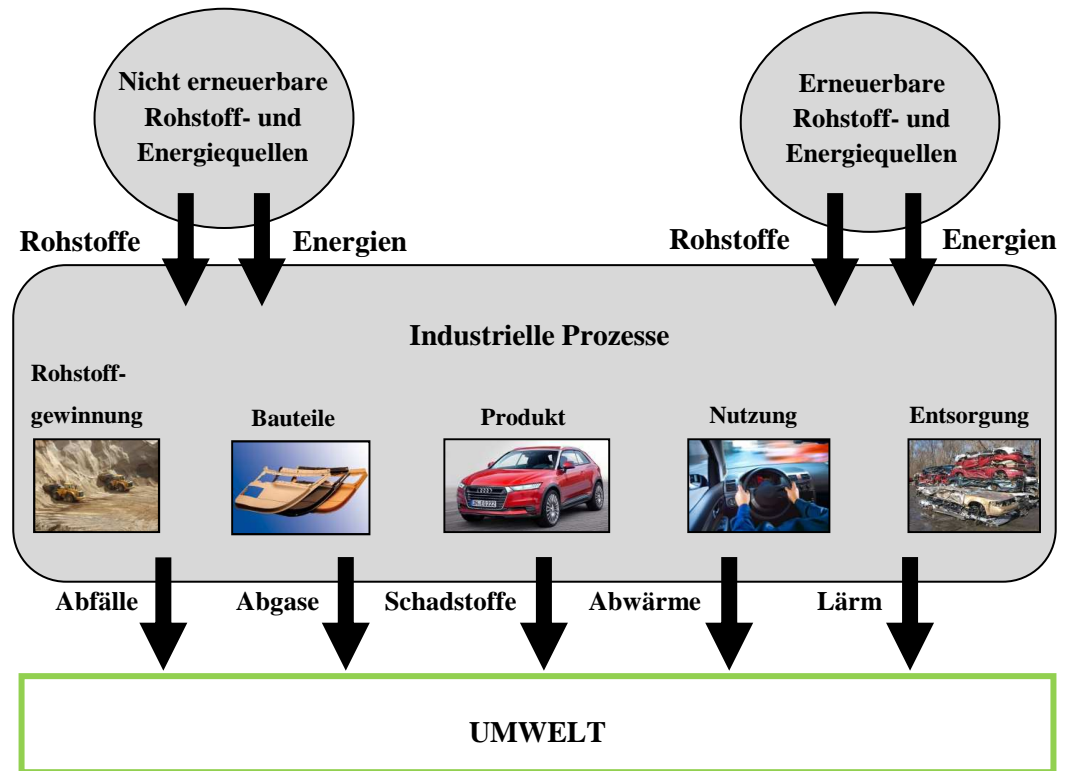 Nicht erneuerbare
Rohstoff- und
Energiequellen
Erneuerbare
Rohstoff- und
Energiequellen
Rohstoffe
Energien
Rohstoffe
Energien
Industrielle Prozesse
Rohstoff-
gewinnung
Bauteile
Produkt
Nutzung
Entsorgung
Abfälle
Abgase
Schadstoffe
Abwärme
Lärm
UMWELT